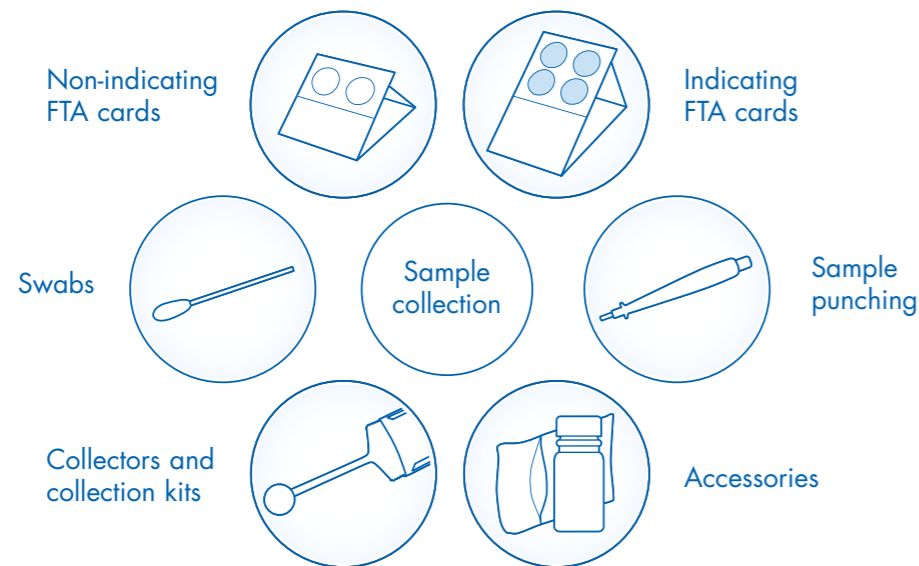 Non-indicating
FTA cards
Indicating
FTA cards
Swabs
Sample
collection
Sample
punching
Collectors and
collection kits
Accessories